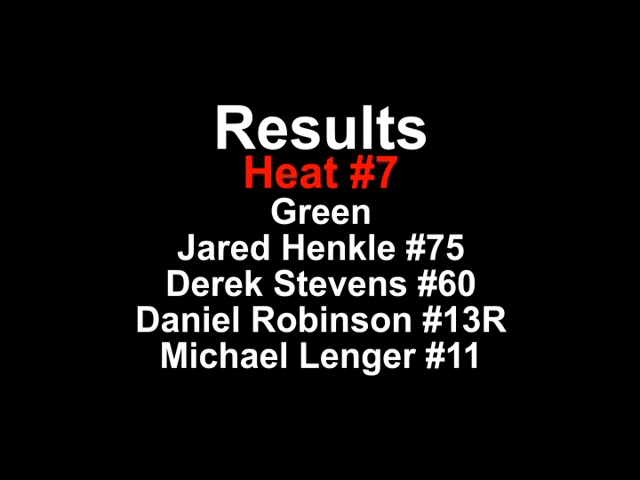 Results
Heat #7
Green
Jared Henkle #75
Derek Stevens #60
Daniel Robinson #13R
Michael Lenger #11